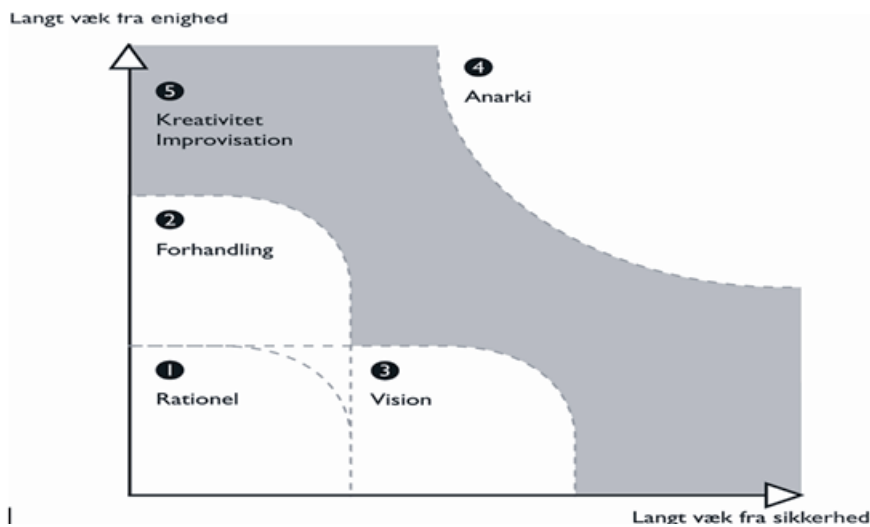 Langt væk fra enighed
4
Anarki
5
Kreativitet
Improvisation
2
Forhandling
1
Rationel
3
Vision
Langt væk fra sikkerhed